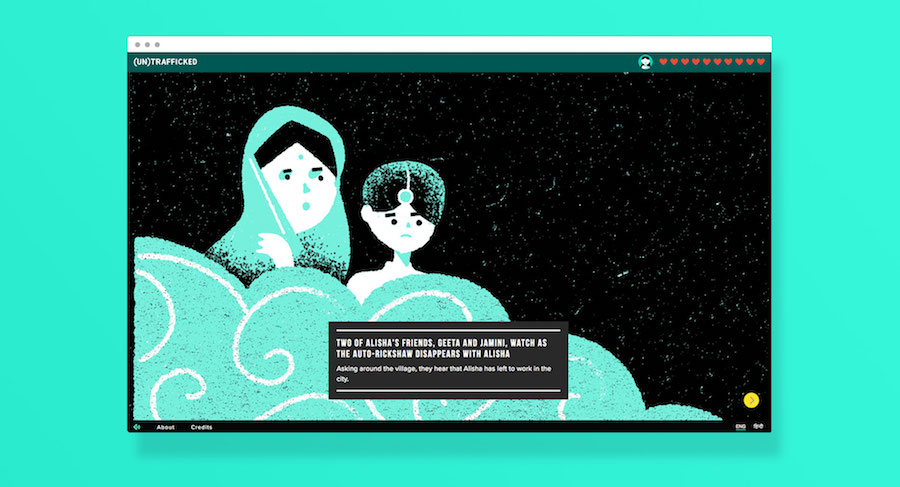 (UN)TRAFFICKED
TWO OF ALISHA'S FRIENDS, GEETA AND JAMINI, WATCH AS
THE AUTO-RICKSHAW DISAPPEARS WITH ALISHA
Asking around the village, they hear that Alisha has left to work in the
city.
About Credits ENG हिंदी